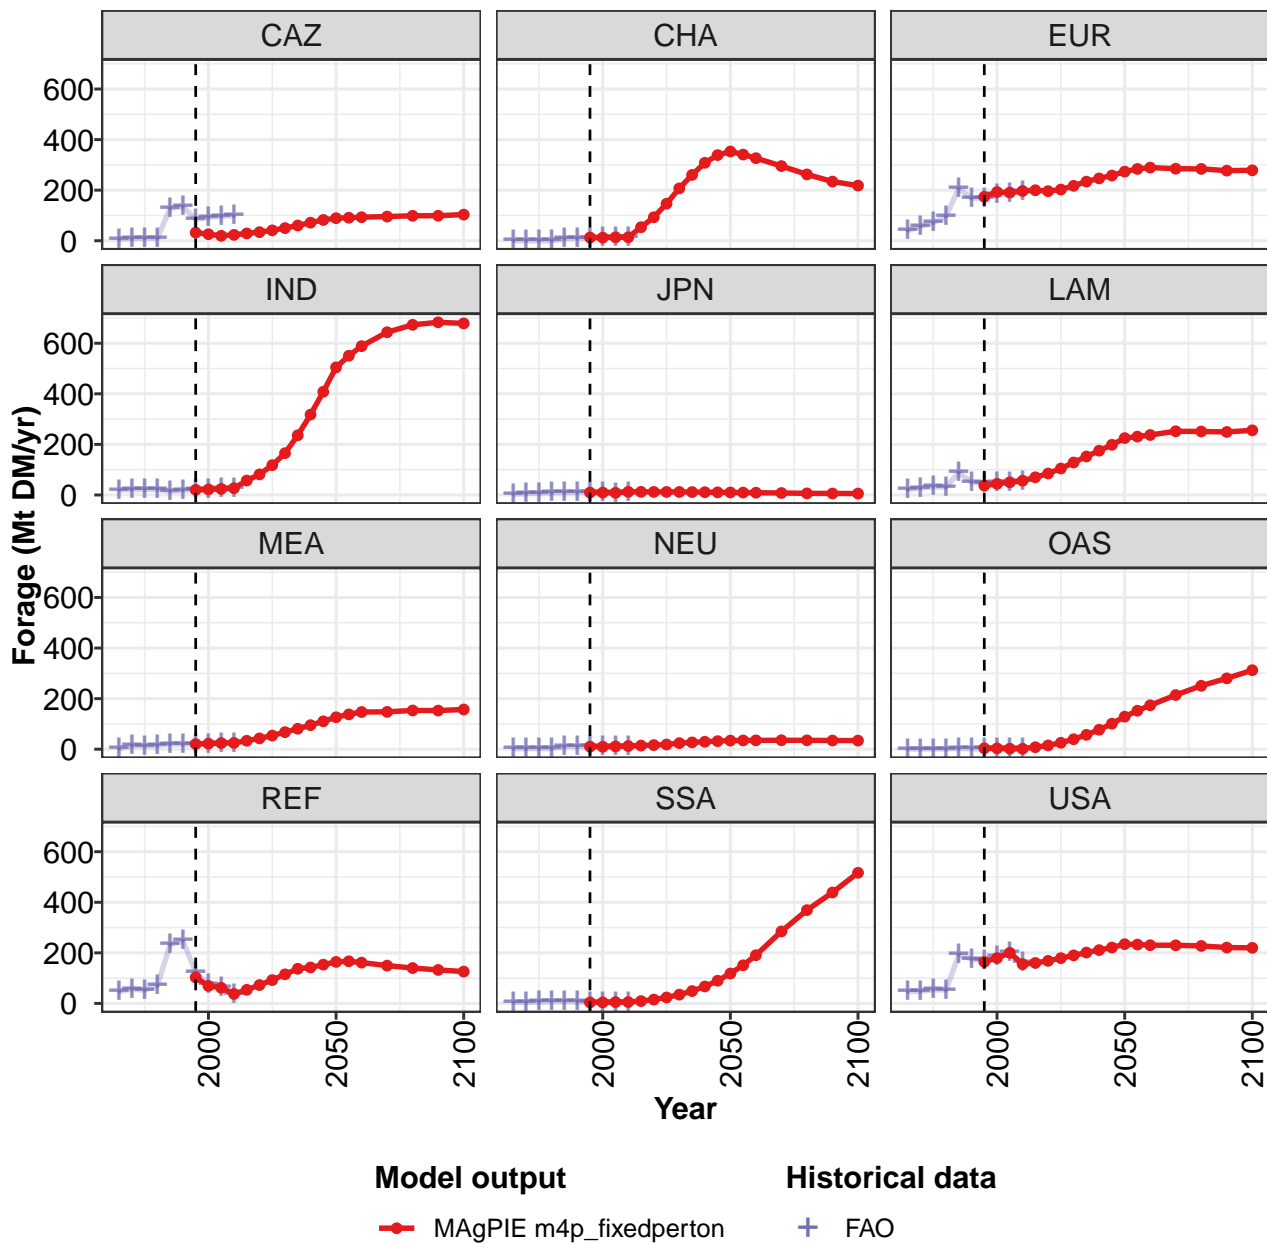 CAZ CHA EUR
600
400
200
0
IND JPN LAM
600
400
200
0
MEA NEU OAS
600
400
200
0
REF SSA USA
600
400
200
0
2000 2050 2100 2000 2050 2100 2000 2050 2100
Forage (Mt DM/yr)
Year
Model output Historical data
MAgPIE m4p_fixedperton FAO